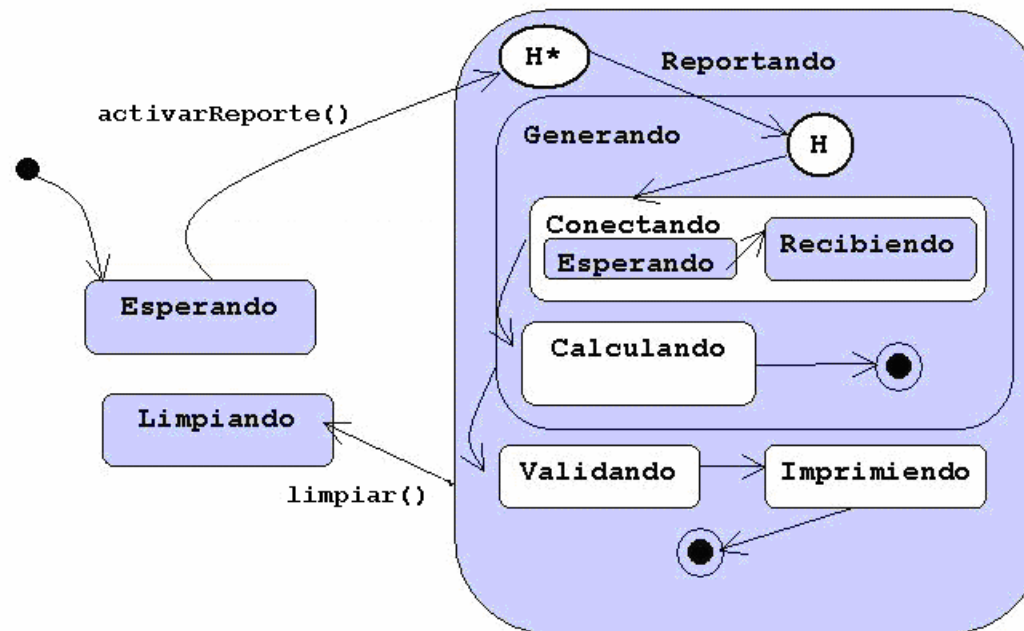 H*
Reportando
activarReporte()
Generando
H
Conectando
Recibiendo
Esperando
Esperando
Calculando
Limpiando
Validando
Imprimiendo
limpiar()